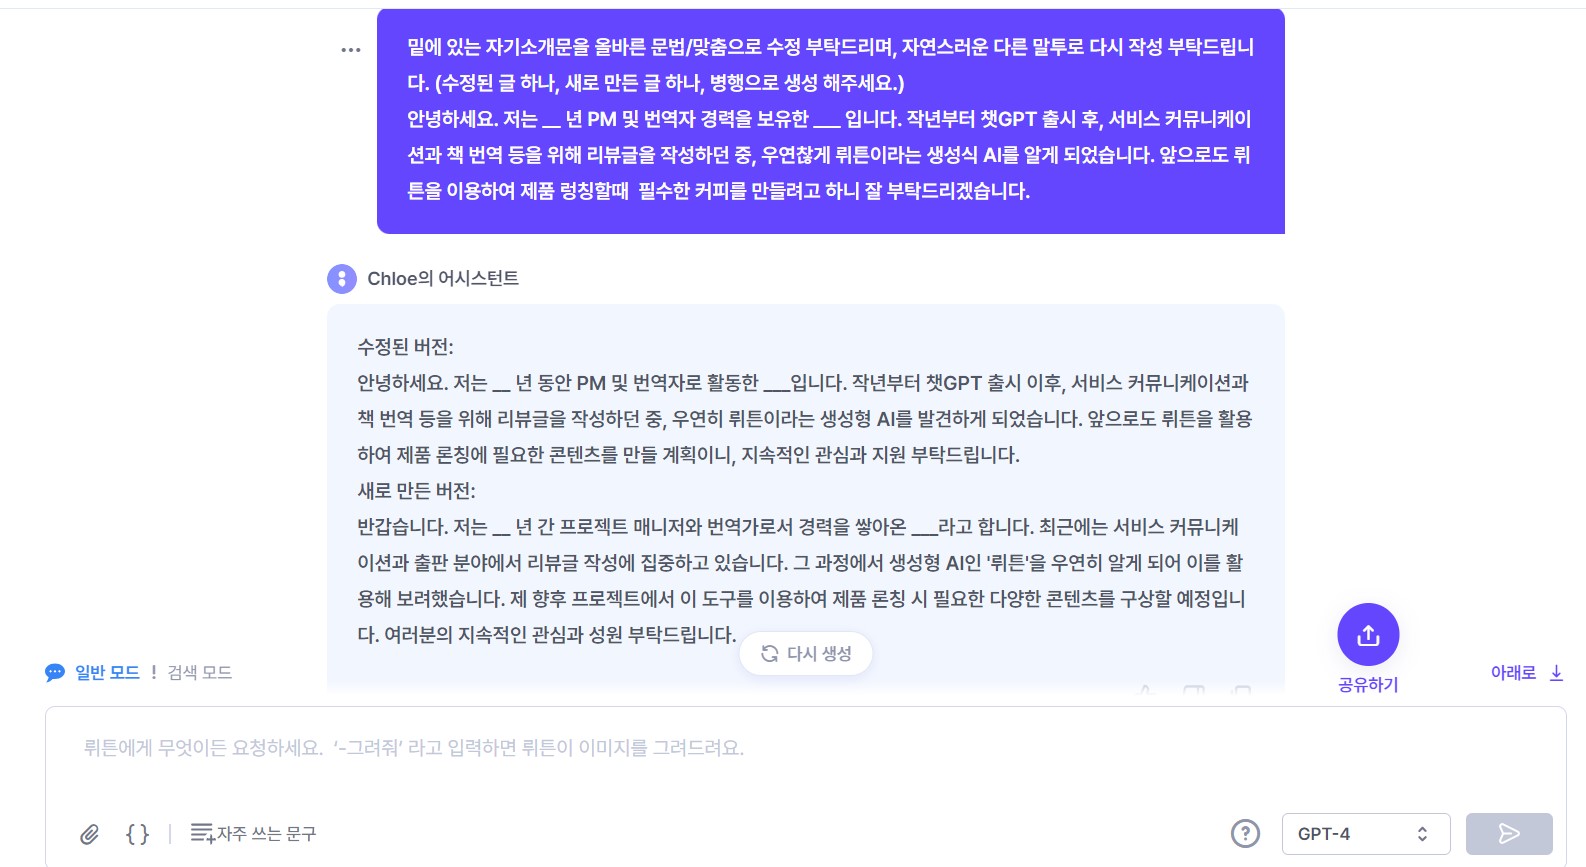 밑에 있는 자기소개문을 올바른 문법/맞춤으로 수정 부탁드리며, 자연스러운 다른 말투로 다시 작성 부탁드립니
다. (수정된 글 하나, 새로 만든 글 하나, 병행으로 생성 해주세요.)
안녕하세요. 저는 __ 년 PM 및 번역자 경력을 보유한 ___ 입니다. 작년부터 챗GPT 출시 후, 서비스 커뮤니케이
션과 책 번역 등을 위해 리뷰글을 작성하던 중, 우연찮게 뤼튼이라는 생성식 AI를 알게 되었습니다. 앞으로도 뤼
튼을 이용하여 제품 렁칭할때  필수한 커피를 만들려고 하니 잘 부탁드리겠습니다.
Chloe의 어시스턴트
수정된 버전:
안녕하세요. 저는 __ 년 동안 PM 및 번역자로 활동한 ___입니다. 작년부터 챗GPT 출시 이후, 서비스 커뮤니케이션과
책 번역 등을 위해 리뷰글을 작성하던 중, 우연히 뤼튼이라는 생성형 AI를 발견하게 되었습니다. 앞으로도 뤼튼을 활용
하여 제품 론칭에 필요한 콘텐츠를 만들 계획이니, 지속적인 관심과 지원 부탁드립니다.
새로 만든 버전:
반갑습니다. 저는 __ 년 간 프로젝트 매니저와 번역가로서 경력을 쌓아온 ___라고 합니다. 최근에는 서비스 커뮤니케
이션과 출판 분야에서 리뷰글 작성에 집중하고 있습니다. 그 과정에서 생성형 AI인 '뤼튼'을 우연히 알게 되어 이를 활
용해 보려했습니다. 제 향후 프로젝트에서 이 도구를 이용하여 제품 론칭 시 필요한 다양한 콘텐츠를 구상할 예정입니
다. 여러분의 지속적인 관심과 성원 부탁드립니다.
다시 생성
일반 모드 ! 검색 모드
공유하기
아래로
뤼튼에게 무엇이든 요청하세요. ‘-그려줘’ 라고 입력하면 뤼튼이 이미지를 그려드려요.
{ } | 자주 쓰는 문구
? GPT-4